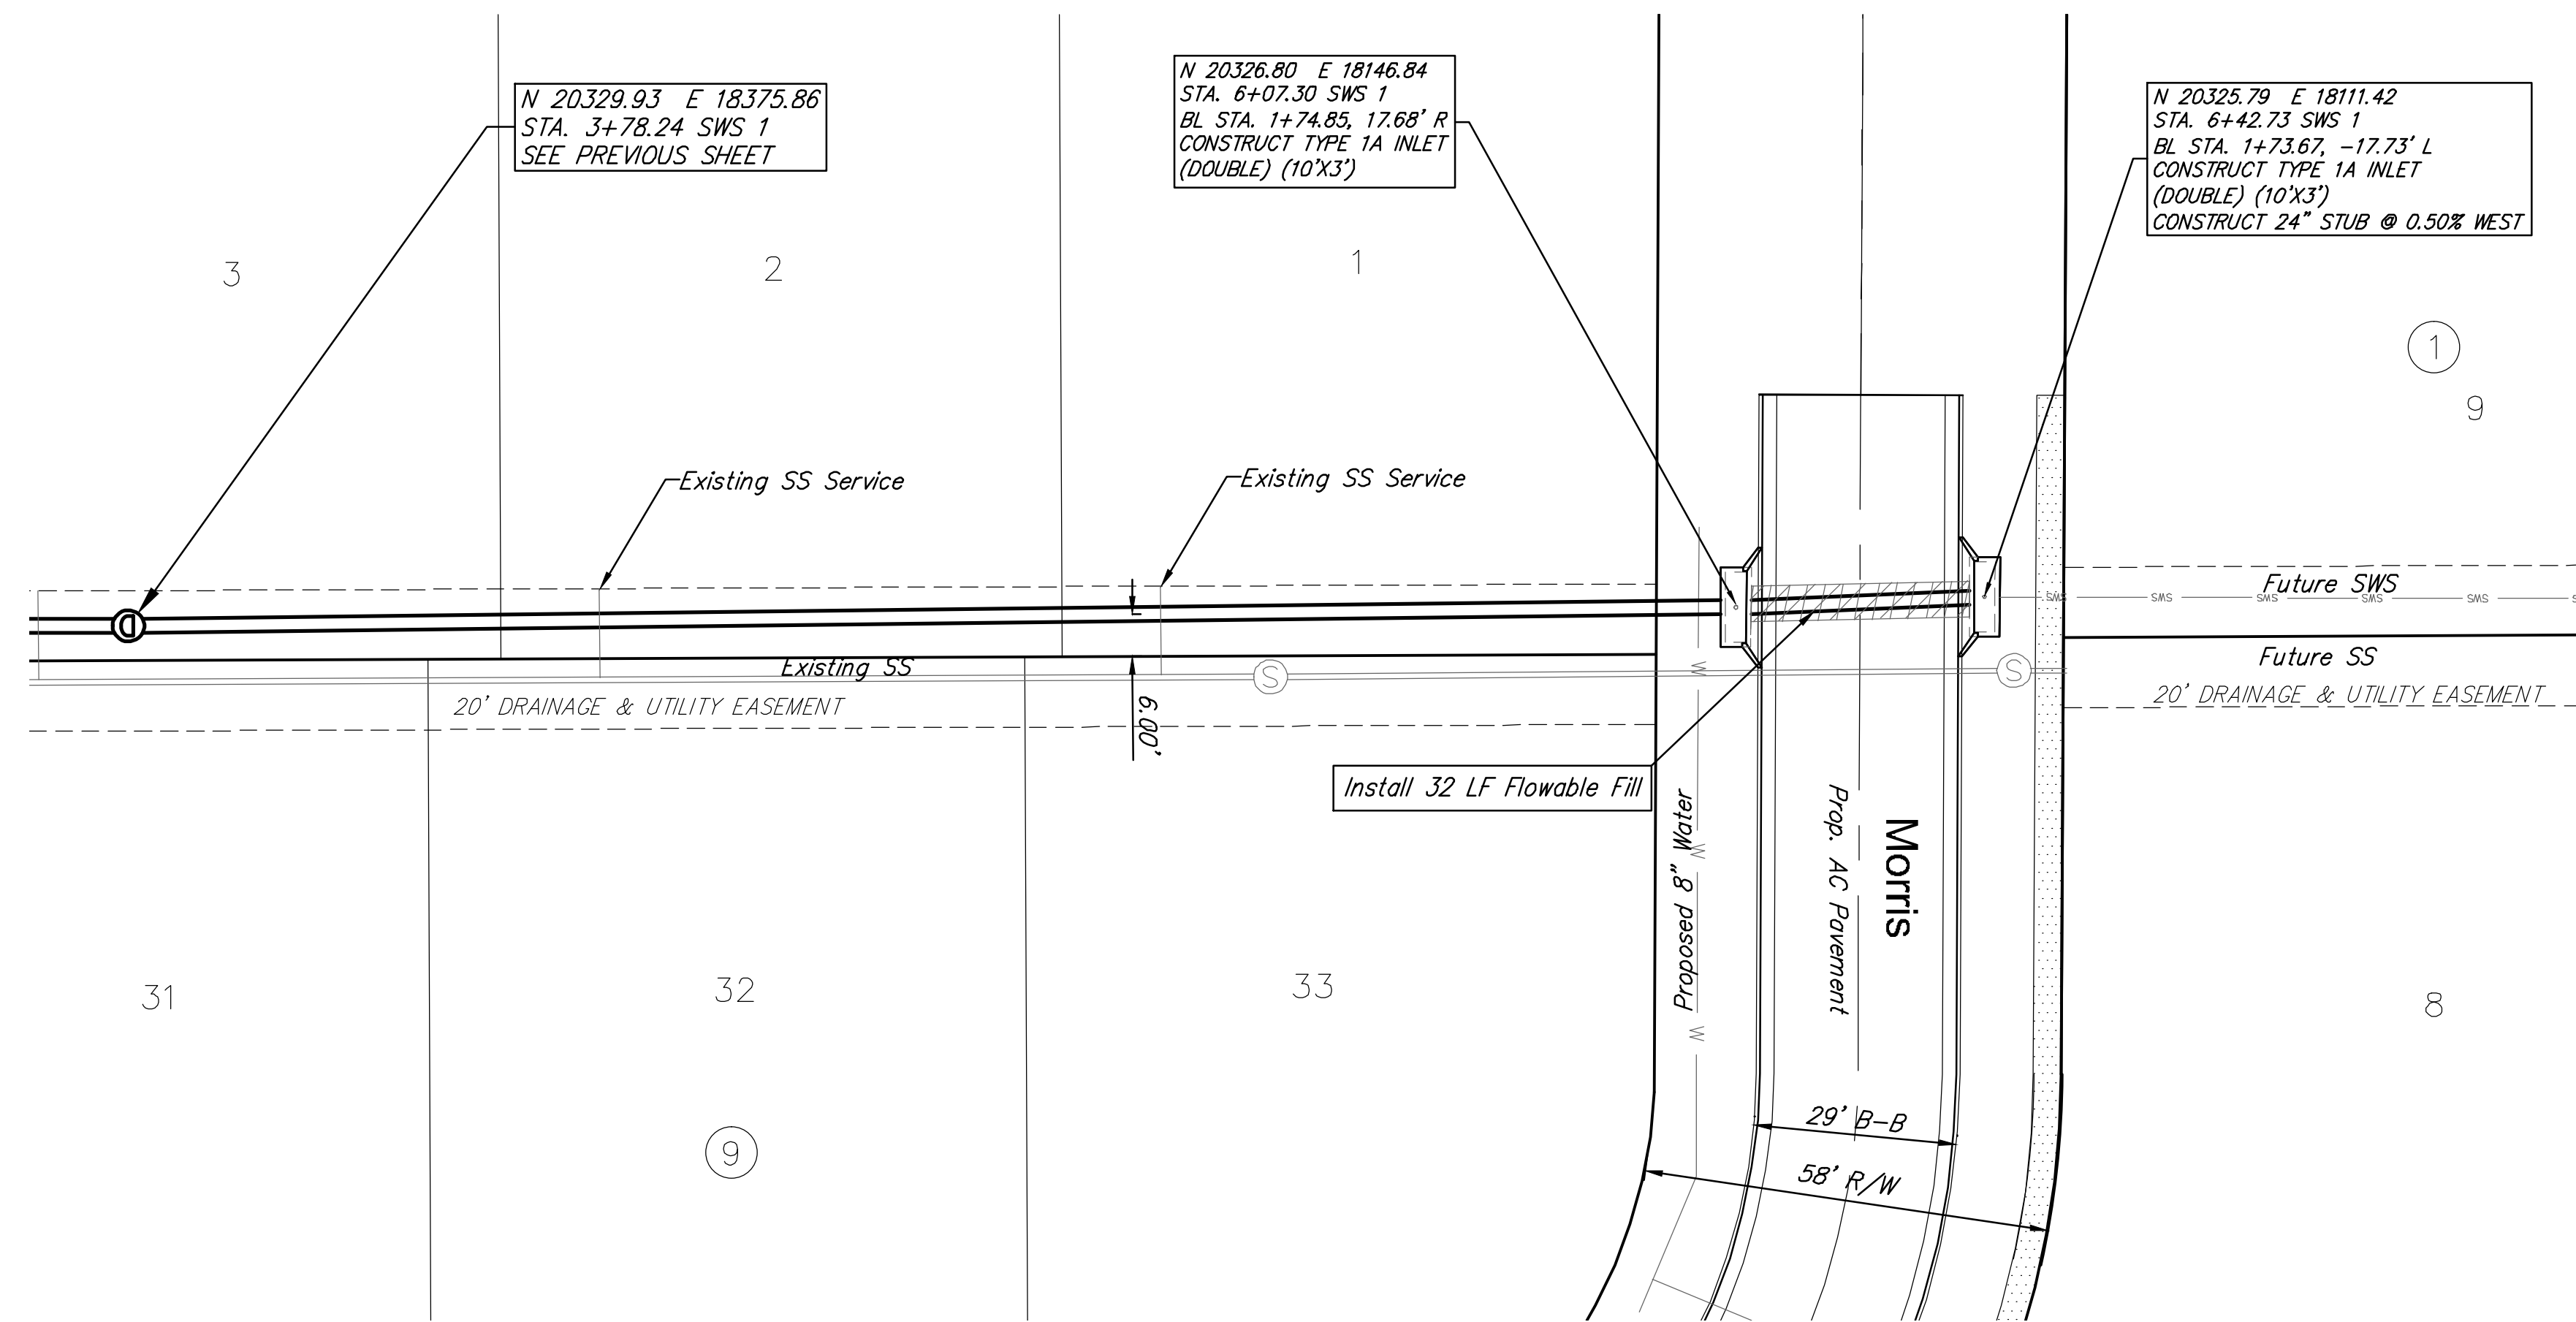 N 20329.93 E 18375.86
STA. 3+78.24 SWS 1
SEE PREVIOUS SHEET
N 20326.80 E 18146.84
STA. 6+07.30 SWS 1
BL STA. 1+74.85, 17.68' R
CONSTRUCT TYPE 1A INLET
(DOUBLE) (10'X3')
N 20325.79 E 18111.42
STA. 6+42.73 SWS 1
BL STA. 1+73.67, -17.73' L
CONSTRUCT TYPE 1A INLET
(DOUBLE) (10'X3')
CONSTRUCT 24" STUB @ 0.50% WEST
3
2
1
1
9
Existing SS Service
Existing SS Service
D
Future SWS
SWS
SWS
SWS
SWS
SWS
S
Existing SS
S
S
Future SS
20' DRAINAGE & UTILITY EASEMENT
20' DRAINAGE & UTILITY EASEMENT
6.00'
Install 32 LF Flowable Fill
W
W
W
Proposed 8" Water
Prop. AC Pavement
Morris
31
32
33
8
9
29' B-B
58' R/W